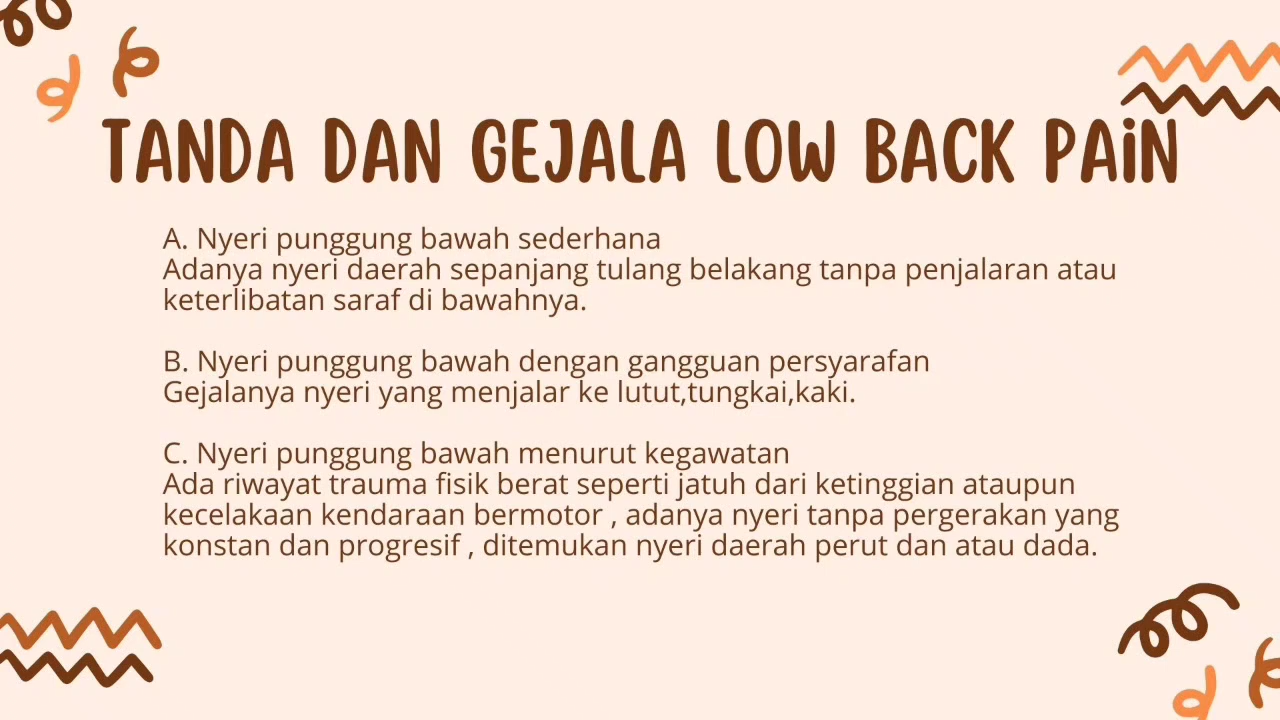 TANDA DAN GEJALA LOW BACK PAiN
A. Nyeri punggung bawah sederhana
Adanya nyeri daerah sepanjang tulang belakang tanpa penjalaran atau
keterlibatan saraf di bawahnya.
B. Nyeri punggung bawah dengan gangguan persyarafan
Gejalanya nyeri yang menjalar ke lutut,tungkai,kaki.
C. Nyeri punggung bawah menurut kegawatan
Ada riwayat trauma fisik berat seperti jatuh dari ketinggian ataupun
kecelakaan kendaraan bermotor , adanya nyeri tanpa pergerakan yang
konstan dan progresif , ditemukan nyeri daerah perut dan atau dada.